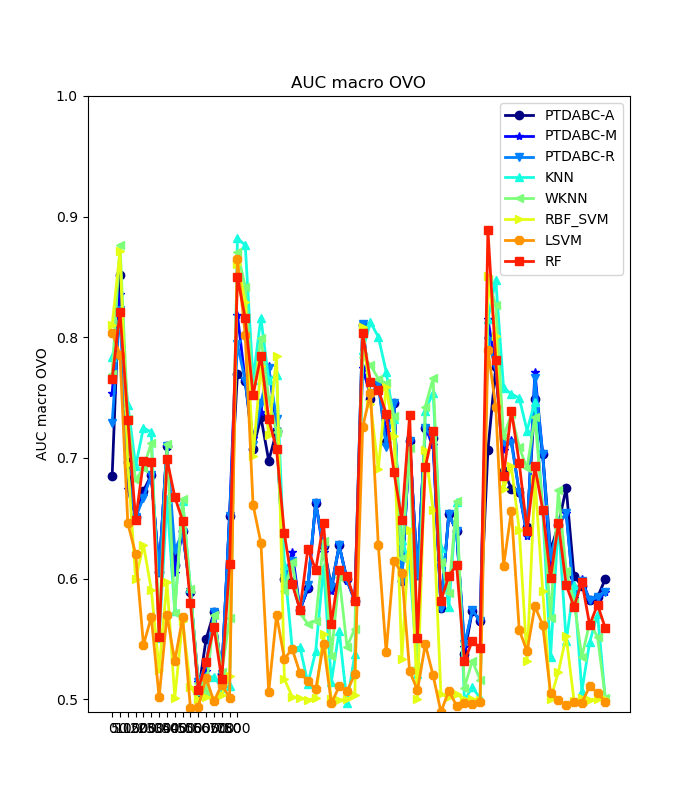 AUC macro OVO
1.0
PTDABC-A
PTDABC-M
PTDABC-R
KNN
WKNN
RBF_SVM
LSVM
RF
0.9
0.8
0.7
0.6
0.5
AUC macro OVO